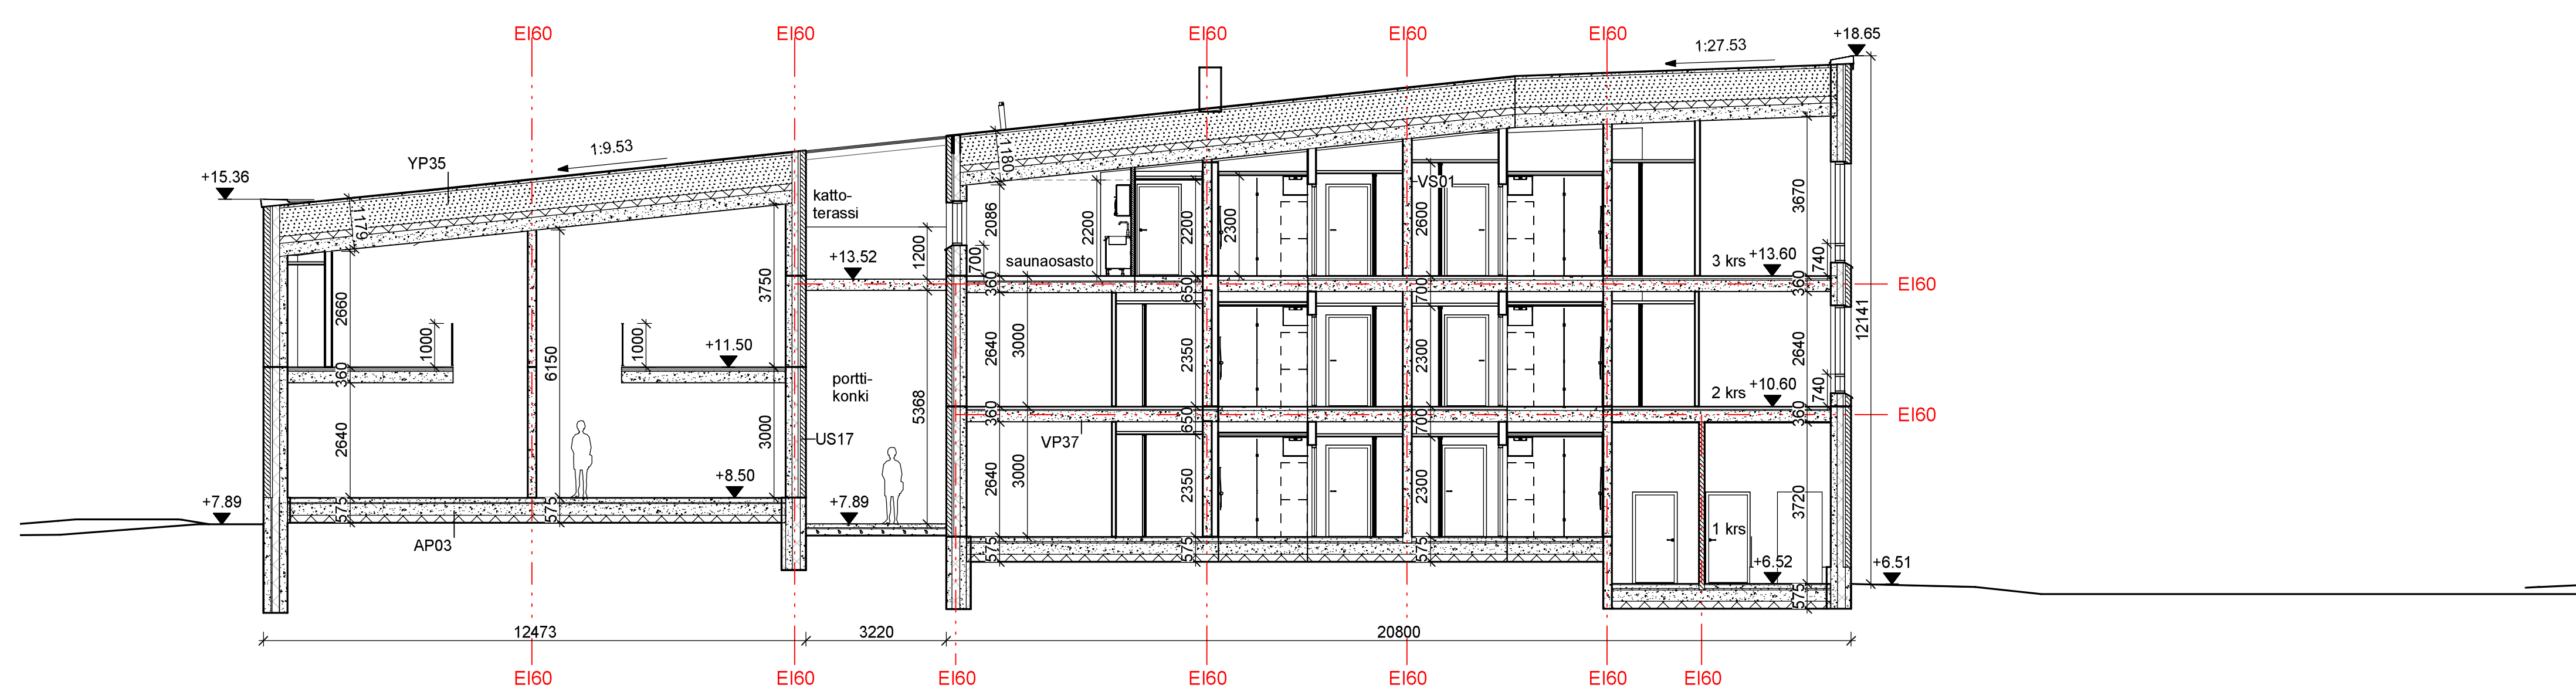 EI60
EI60
EI60
EI60
EI60
1:27.53
+18.65
1:9.53
YP35
+15.36
1179
katto-
terassi
1180
2086
2200
2200
2300
VS01
2600
3670
+13.52
1200
700
saunaosasto
3 krs
+13.60
740
360
650
700
360
EI60
2660
1000
1000
+11.50
3750
6150
360
portti-
konki
5368
2640
3000
2350
2300
2640
12141
2 krs
+10.60
740
360
650
700
360
EI60
VP37
2640
3000
US17
+8.50
2640
3000
2350
2300
3720
1 krs
+7.89
575
575
+7.89
AP03
575
575
575
+6.52
+6.51
575
12473
3220
20800
EI60
EI60
EI60
EI60
EI60
EI60
EI60